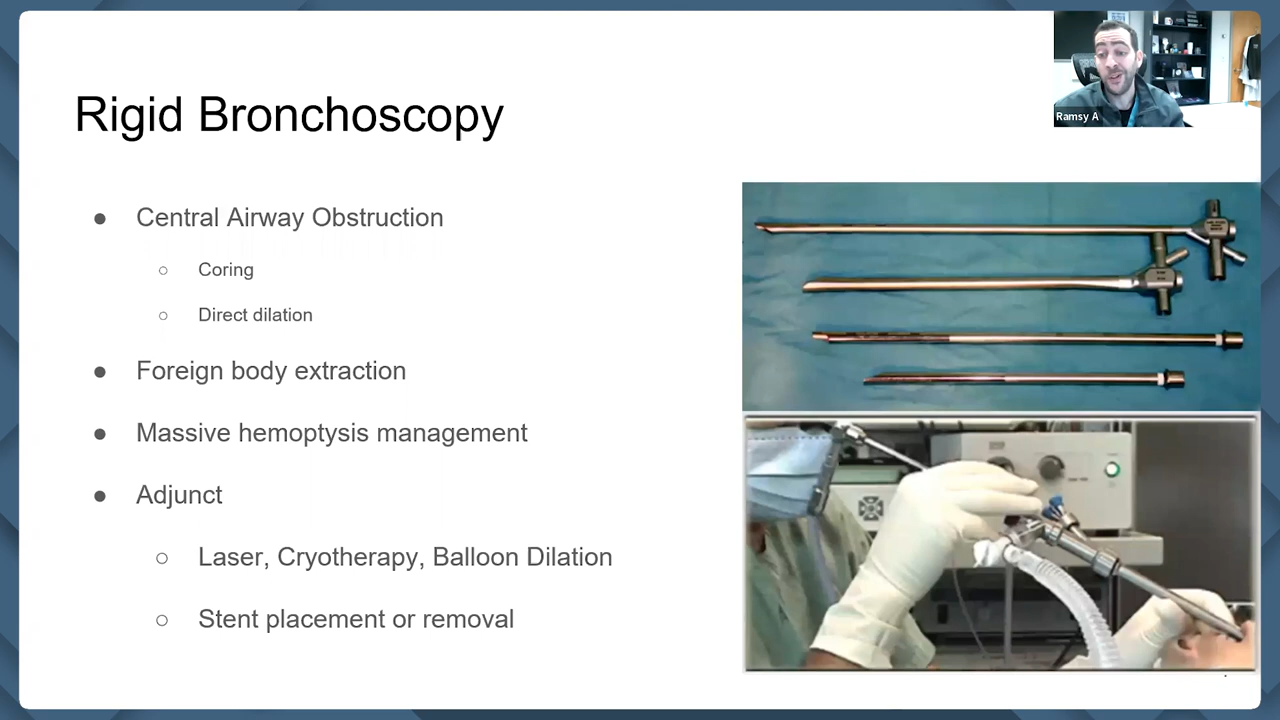 Ramsy A
Rigid Bronchoscopy
Central Airway Obstruction
Coring
Direct dilation
Foreign body extraction
Massive hemoptysis management
Adjunct
Laser, Cryotherapy, Balloon Dilation
Stent placement or removal